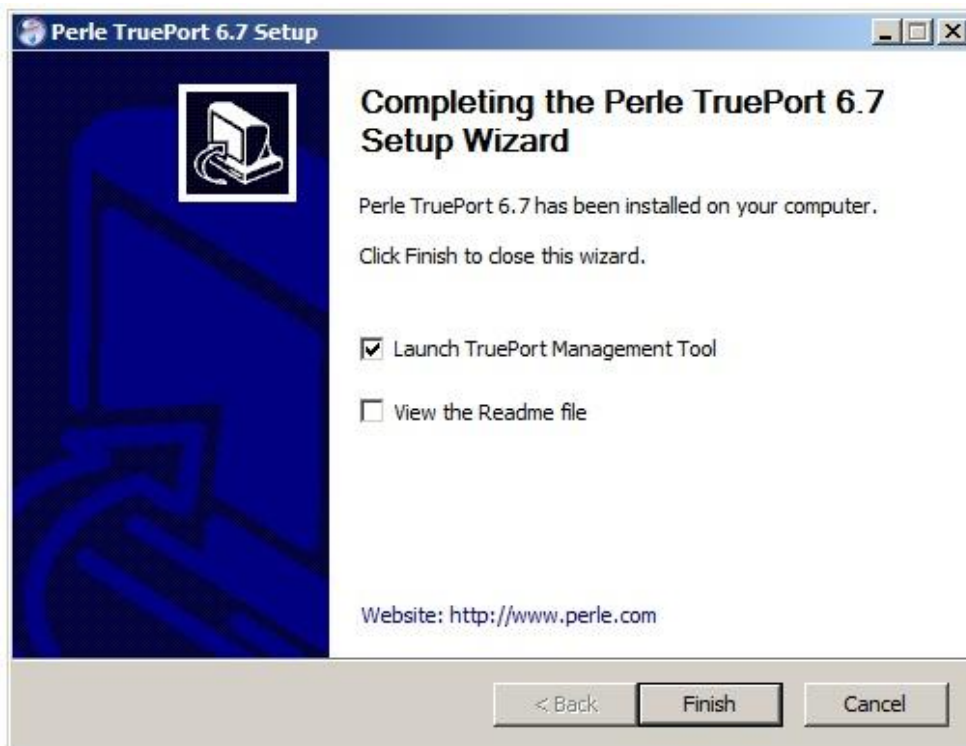 Perle TruePort 6.7 Setup
Completing the Perle TruePort 6.7
Setup Wizard
Perle TruePort 6.7 has been installed on your computer.
Click Finish to close this wizard.
Launch TruePort Management Tool
View the Readme file
Website: http://www.perle.com
< Back
Finish
Cancel